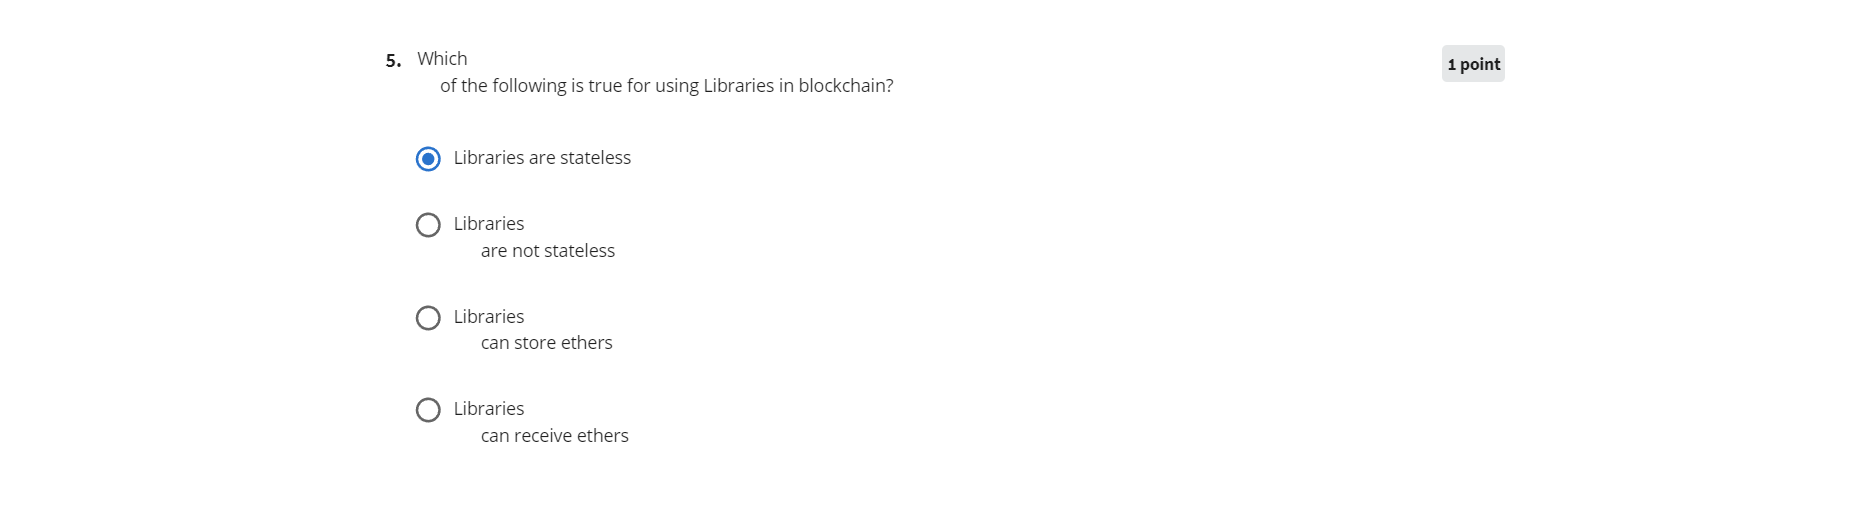 5. Which
of the following is true for using Libraries in blockchain?
1 point
Libraries are stateless
Libraries
are not stateless
Libraries
can store ethers
Libraries
can receive ethers